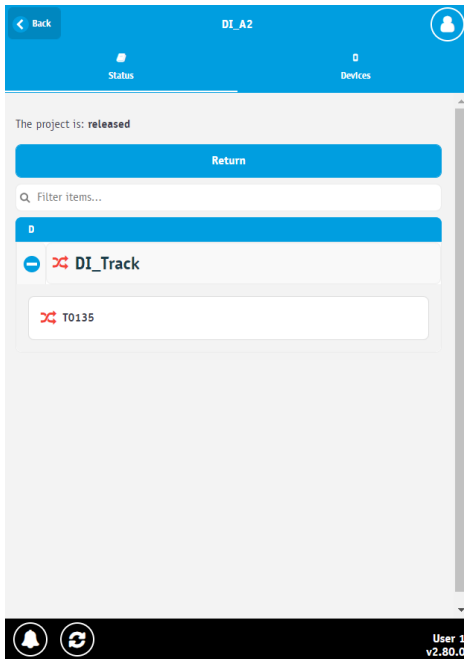 Back
DI_A2
Status
Devices
The project is: released
Return
Filter items...
D
DI_Track
T0135
User 1
v2.80.0